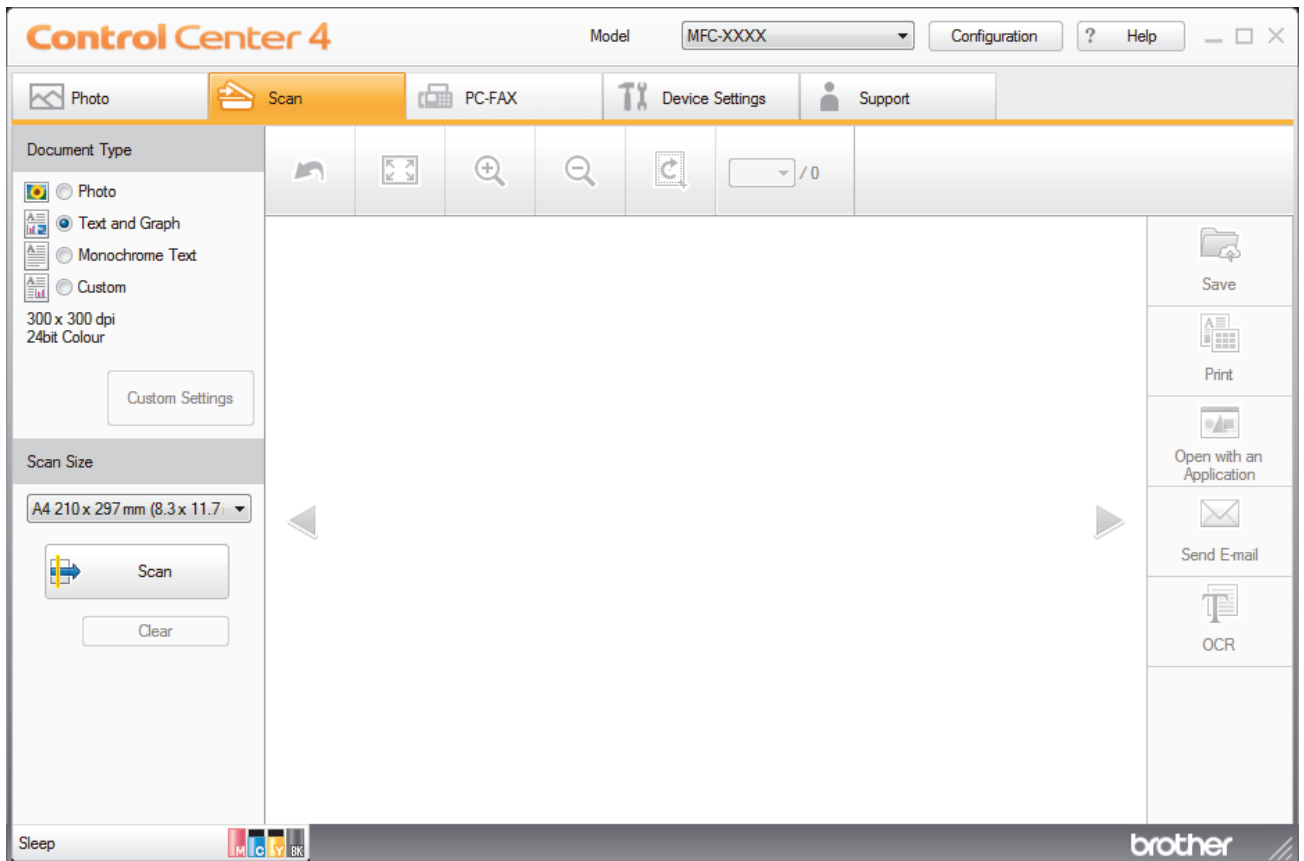 Control Center 4
Model
MFC-XXXX
Configuration
? Help
Photo
Scan
PC-FAX
Device Settings
Support
Document Type
Photo
Text and Graph
Monochrome Text
Custom
300 x 300 dpi
24bit Colour
Custom Settings
/ 0
Scan Size
A4 210 x 297 mm (8.3 x 11.7
Scan
Clear
Save
Print
Open with an
Application
Send E-mail
OCR
Sleep
M C Y BK
brother